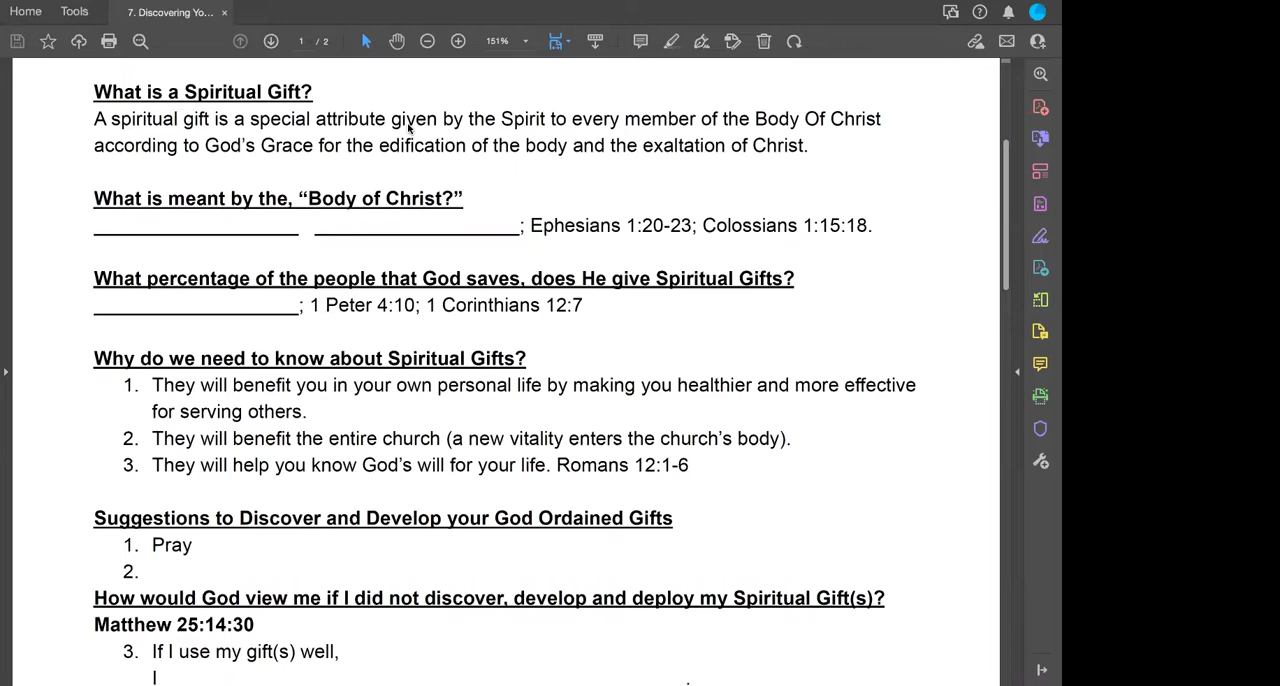 Home Tools 7. Discovering Yo... ×
1 / 2 151%
What is a Spiritual Gift?
A spiritual gift is a special attribute given by the Spirit to every member of the Body Of Christ
according to God's Grace for the edification of the body and the exaltation of Christ.
What is meant by the, “Body of Christ?”
____________________ ____________________; Ephesians 1:20-23; Colossians 1:15:18.
What percentage of the people that God saves, does He give Spiritual Gifts?
____________________; 1 Peter 4:10; 1 Corinthians 12:7
Why do we need to know about Spiritual Gifts?
1. They will benefit you in your own personal life by making you healthier and more effective
for serving others.
2. They will benefit the entire church (a new vitality enters the church's body).
3. They will help you know God's will for your life. Romans 12:1-6
Suggestions to Discover and Develop your God Ordained Gifts
1. Pray
2.
How would God view me if I did not discover, develop and deploy my Spiritual Gift(s)?
Matthew 25:14:30
3. If I use my gift(s) well,
I